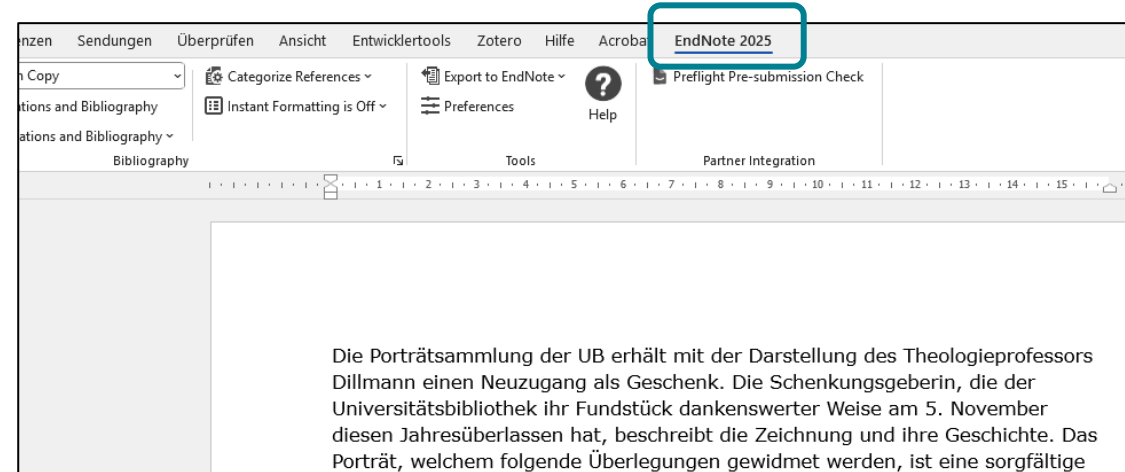 nzen Sendungen Überprüfen Ansicht Entwicklertools Zotero Hilfe Acroba EndNote 2025
n Copy Categorize References Export to EndNote Preflight Pre-submission Check
tions and Bibliography Instant Formatting is Off Preferences Help
ations and Bibliography
Bibliography Tools Partner Integration
1 2 3 4 5 6 7 8 9 10 11 12 13 14 15
Die Porträtsammlung der UB erhält mit der Darstellung des Theologieprofessors
Dillmann einen Neuzugang als Geschenk. Die Schenkungsgeberin, die der
Universitätsbibliothek ihr Fundstück dankenswerter Weise am 5. November
diesen Jahresüberlassen hat, beschreibt die Zeichnung und ihre Geschichte. Das
Porträt, welchem folgende Überlegungen gewidmet werden, ist eine sorgfältige